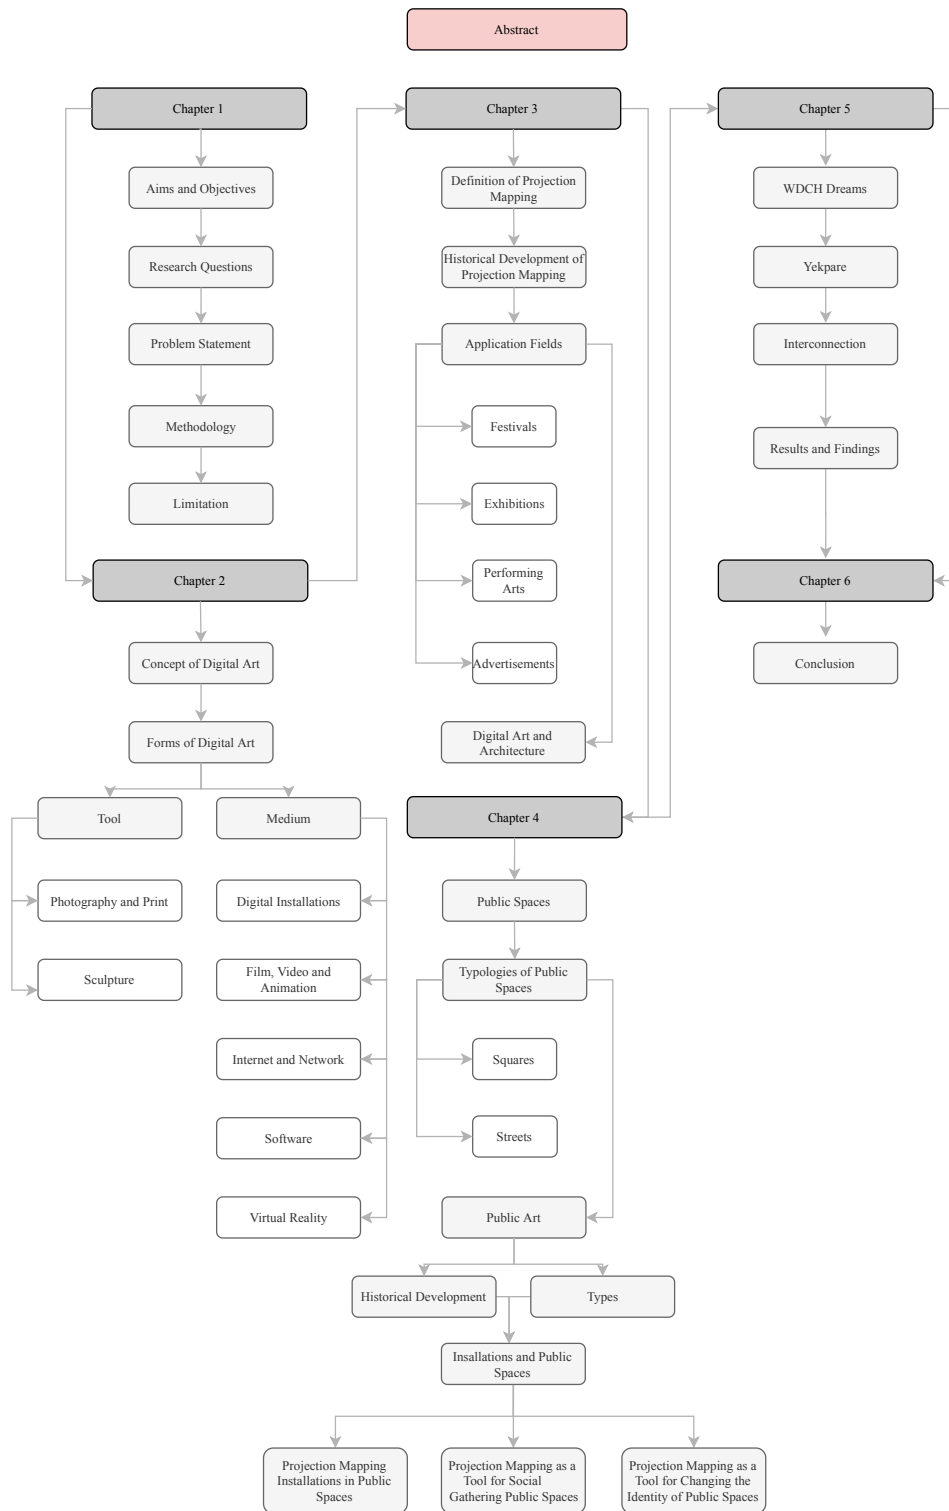 Abstract
Chapter 1
Aims and Objectives
Research Questions
Problem Statement
Methodology
Limitation
Chapter 2
Concept of Digital Art
Forms of Digital Art
Tool
Photography and Print
Sculpture
Medium
Digital Installations
Film, Video and
Animation
Internet and Network
Software
Virtual Reality
Chapter 3
Definition of Projection
Mapping
Historical Development of
Projection Mapping
Application Fields
Festivals
Exhibitions
Performing
Arts
Advertisements
Digital Art and
Architecture
Chapter 4
Public Spaces
Typologies of Public
Spaces
Squares
Streets
Public Art
Historical Development
Types
Insallations and Public
Spaces
Projection Mapping
Installations in Public
Spaces
Projection Mapping as a
Tool for Social
Gathering Public Spaces
Projection Mapping as a
Tool for Changing the
Identity of Public Spaces
Chapter 5
WDCH Dreams
Yekpare
Interconnection
Results and Findings
Chapter 6
Conclusion